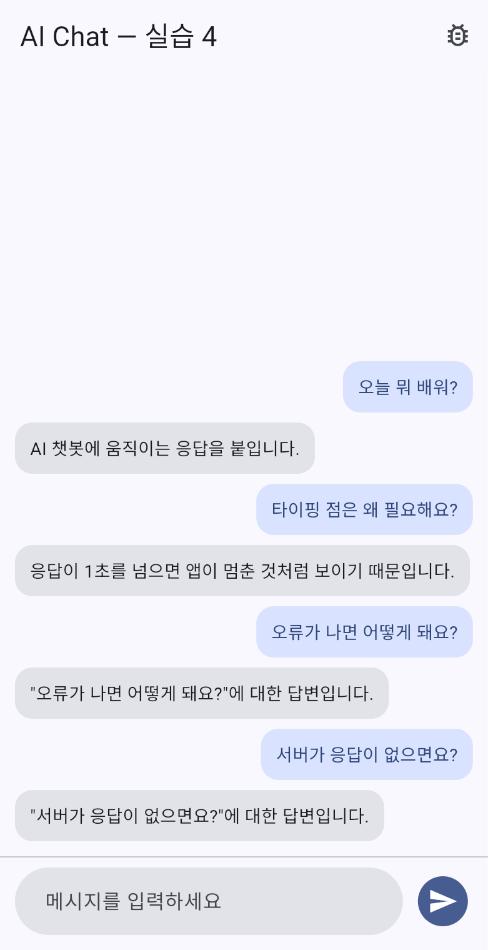 AI Chat — 실습 4
오늘 뭐 배워?
AI 챗봇에 움직이는 응답을 붙입니다.
타이핑 점은 왜 필요해요?
응답이 1초를 넘으면 앱이 멈춘 것처럼 보이기 때문입니다.
오류가 나면 어떻게 돼요?
"오류가 나면 어떻게 돼요?"에 대한 답변입니다.
서버가 응답이 없으면요?
"서버가 응답이 없으면요?"에 대한 답변입니다.
메시지를 입력하세요